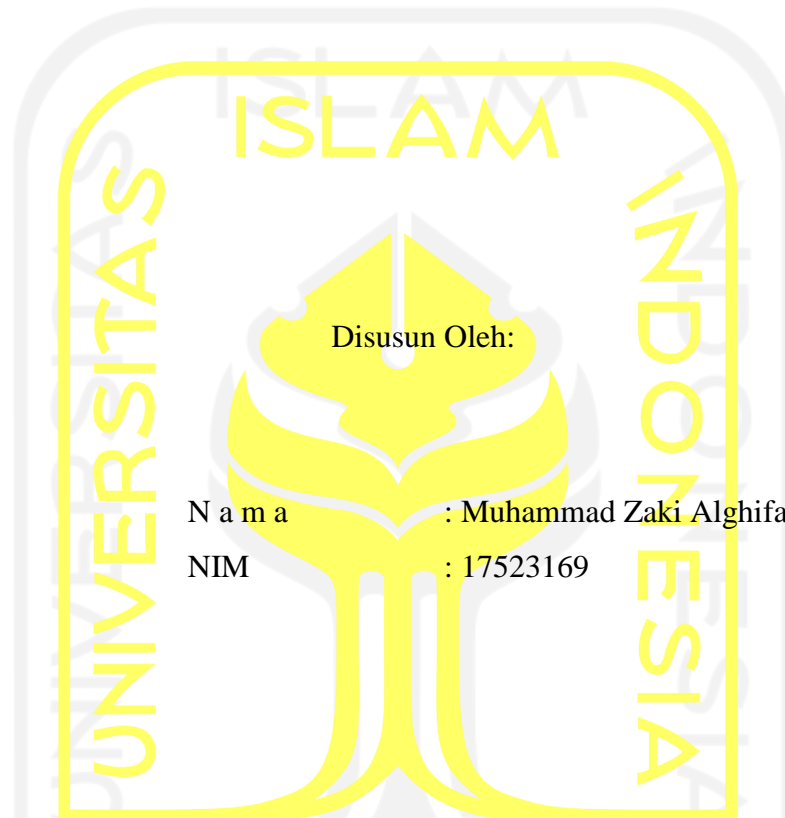 ISLAM
UNIVERSITAS
INDONESIA
Disusun Oleh:
N a m a : Muhammad Zaki Alghifa
NIM : 17523169